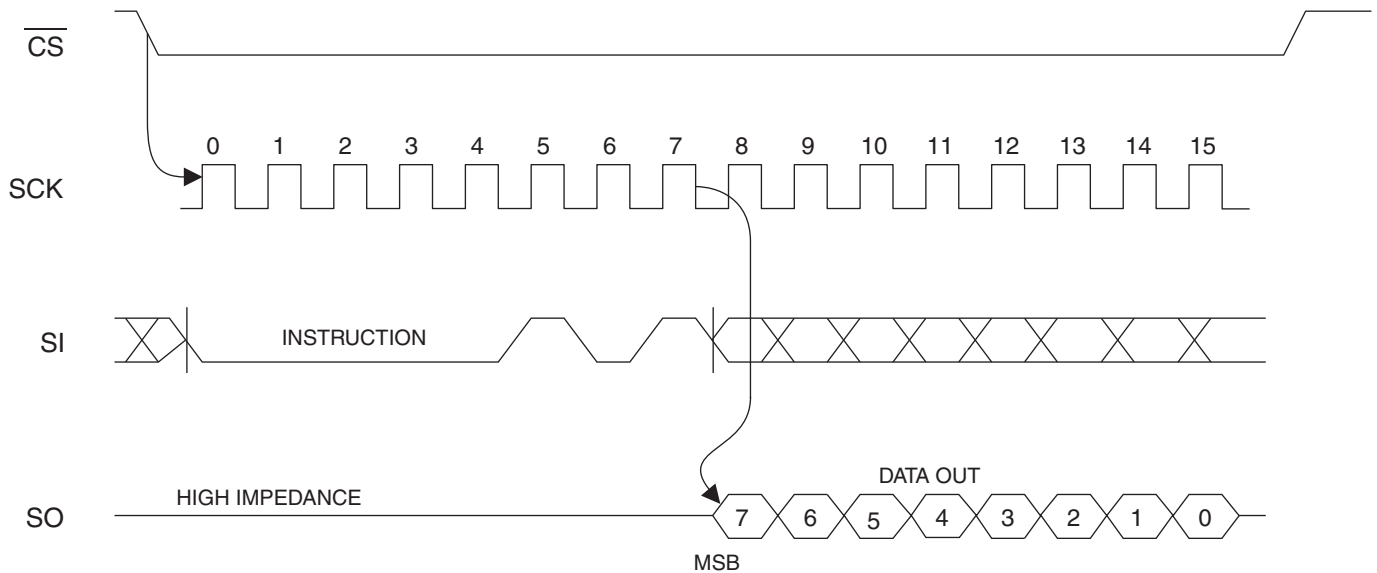 CS
0 1 2 3 4 5 6 7 8 9 10 11 12 13 14 15
SCK
SI
INSTRUCTION
DATA OUT
HIGH IMPEDANCE
SO
7 6 5 4 3 2 1 0
MSB